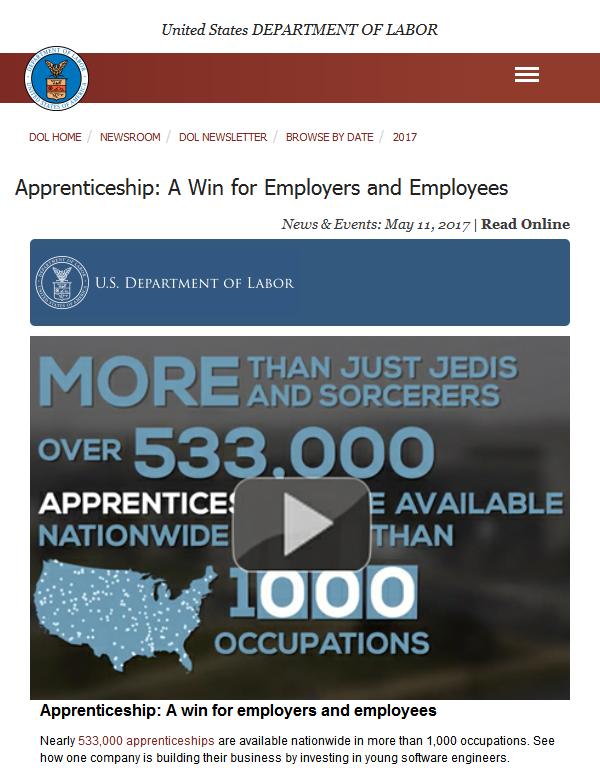 United States DEPARTMENT OF LABOR
DOL HOME / NEWSROOM / DOL NEWSLETTER / BROWSE BY DATE / 2017
Apprenticeship: A Win for Employers and Employees
News & Events: May 11, 2017 | Read Online
U.S. Department of Labor
MORE THAN JUST JEDIS
AND SORCERERS
OVER 533,000
AVAILABLE
NATIONWIDE THAN
1000
OCCUPATIONS
Apprenticeship: A win for employers and employees
Nearly 533,000 apprenticeships are available nationwide in more than 1,000 occupations. See
how one company is building their business by investing in young software engineers.